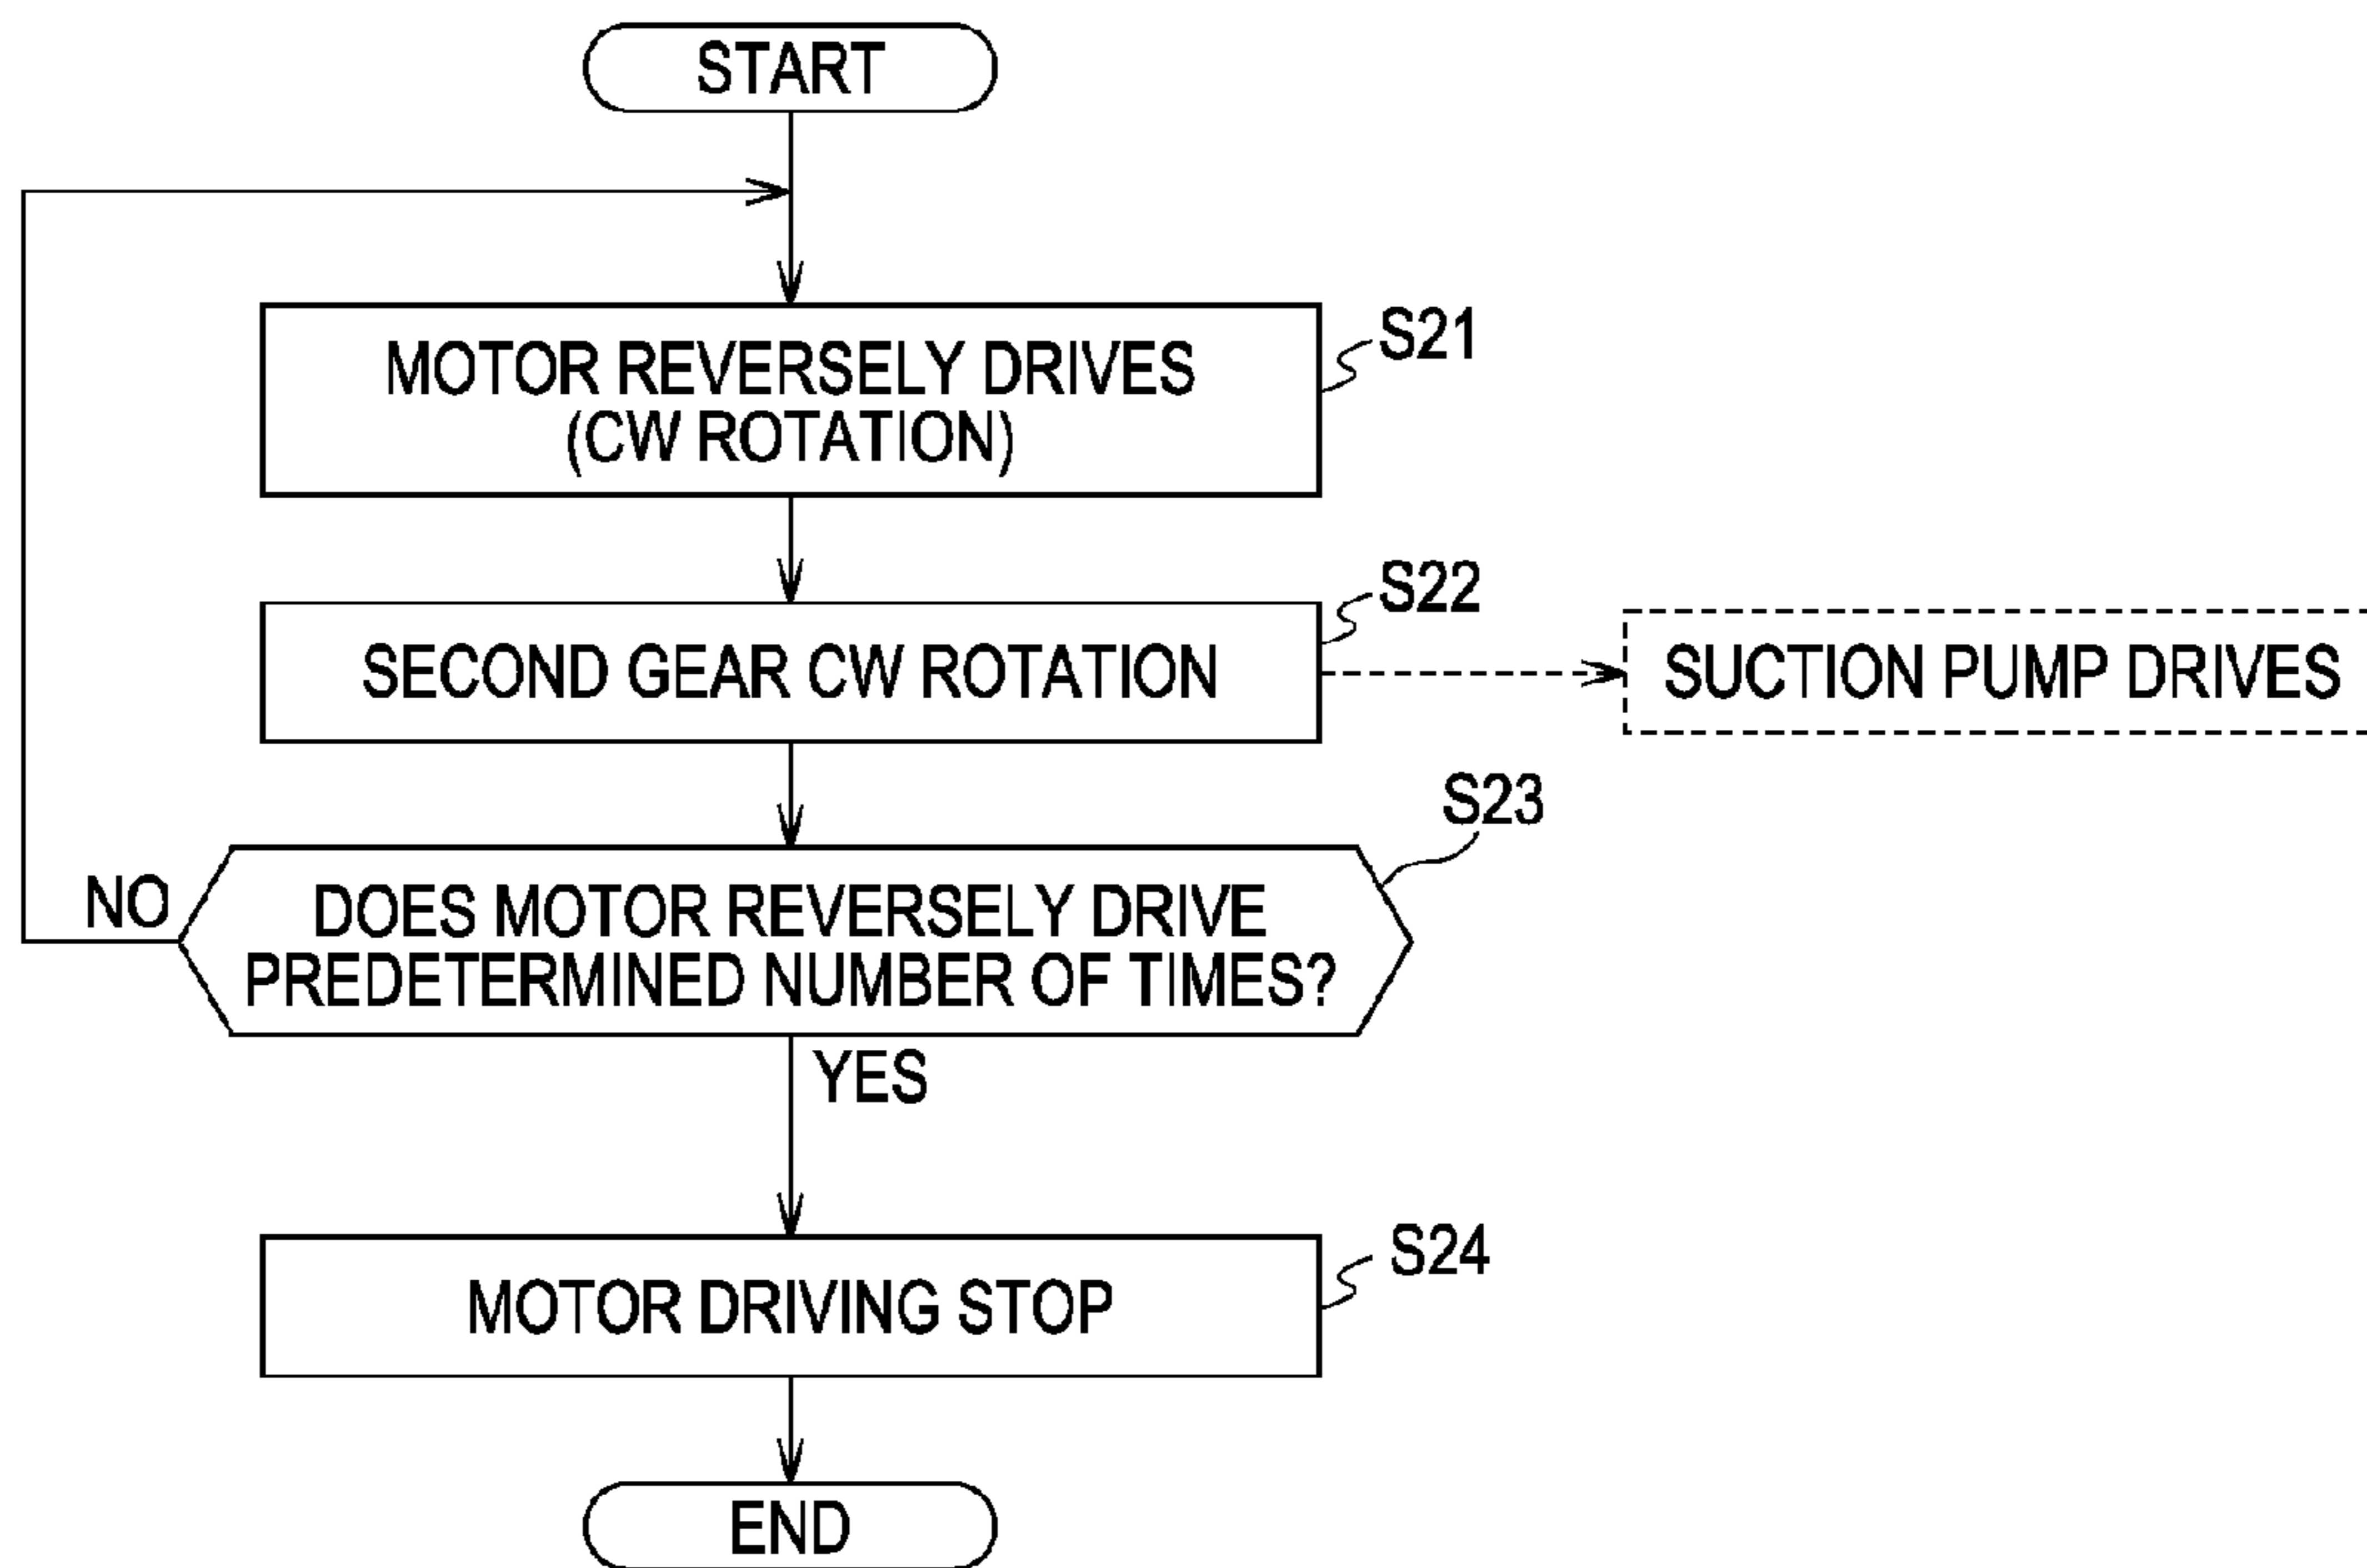 START
MOTOR REVERSELY DRIVES
(CW ROTATION)
S21
SECOND GEAR CW ROTATION
S22
SUCTION PUMP DRIVES
S23
NO
DOES MOTOR REVERSELY DRIVE
PREDETERMINED NUMBER OF TIMES?
YES
MOTOR DRIVING STOP
S24
END